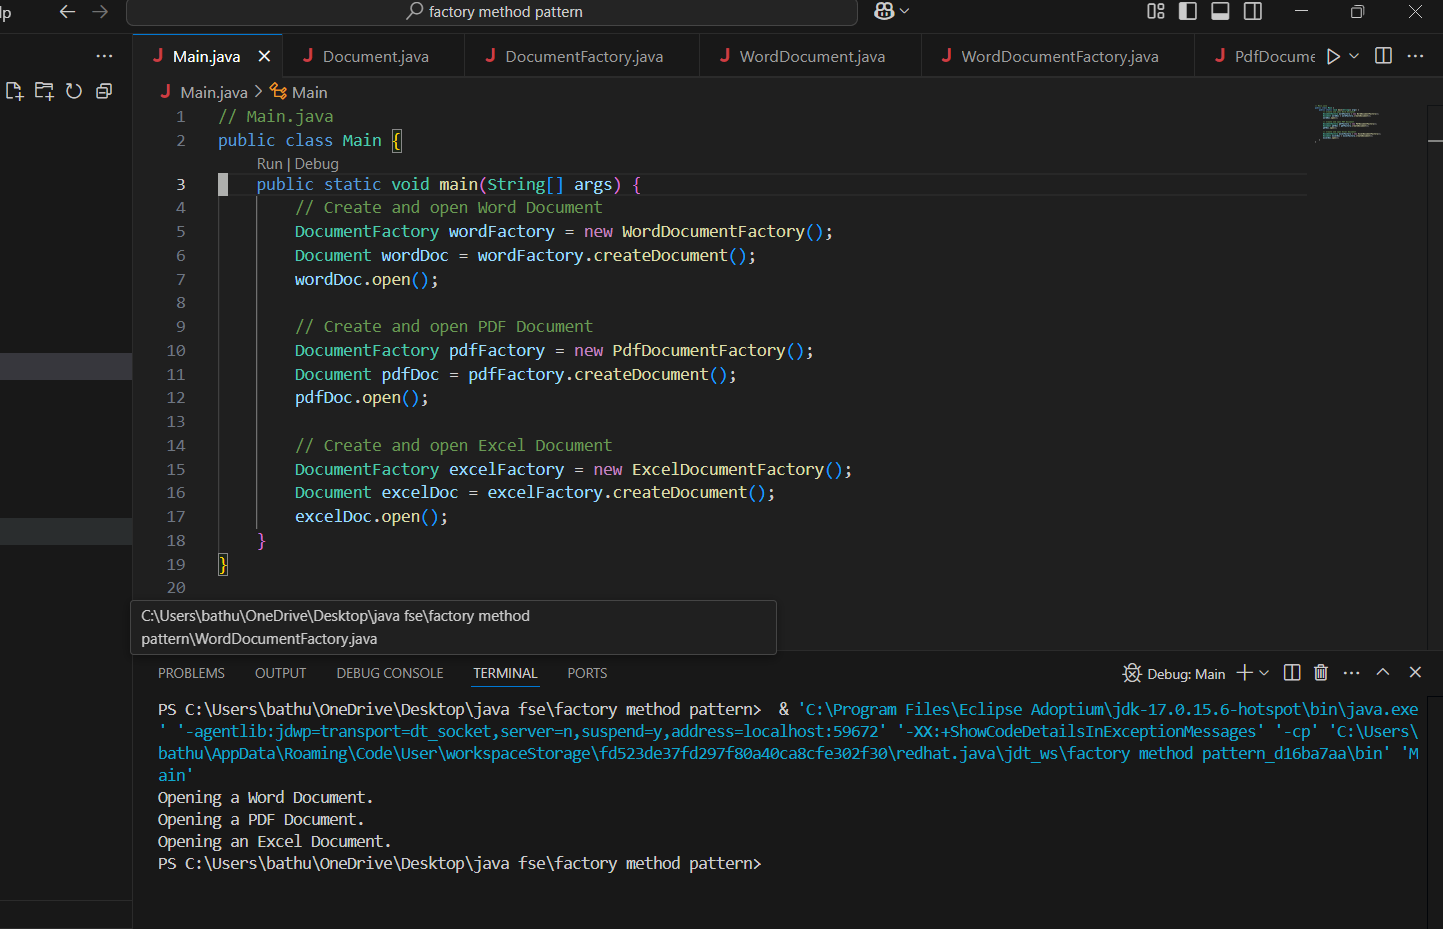 lp
factory method pattern
Main.java
Document.java
DocumentFactory.java
WordDocument.java
WordDocumentFactory.java
PdfDocume
Main.java > Main
1 // Main.java
2 public class Main {
Run | Debug
3 public static void main(String[] args) {
4 // Create and open Word Document
5 DocumentFactory wordFactory = new WordDocumentFactory();
6 Document wordDoc = wordFactory.createDocument();
7 wordDoc.open();
8
9 // Create and open PDF Document
10 DocumentFactory pdfFactory = new PdfDocumentFactory();
11 Document pdfDoc = pdfFactory.createDocument();
12 pdfDoc.open();
13
14 // Create and open Excel Document
15 DocumentFactory excelFactory = new ExcelDocumentFactory();
16 Document excelDoc = excelFactory.createDocument();
17 excelDoc.open();
18 }
19 }
20
C:\Users\bathu\OneDrive\Desktop\java fse\factory method
pattern\WordDocumentFactory.java
PROBLEMS OUTPUT DEBUG CONSOLE TERMINAL PORTS
Debug: Main
PS C:\Users\bathu\OneDrive\Desktop\java fse\factory method pattern> & 'C:\Program Files\Eclipse Adoptium\jdk-17.0.15.6-hotspot\bin\java.exe
' '-agentlib:jdwp=transport=dt_socket,server=n,suspend=y,address=localhost:59672' '-XX:+ShowCodeDetailsInExceptionMessages' '-cp' 'C:\Users\
bathu\AppData\Roaming\Code\User\workspaceStorage\fd523de37fd297f80a40ca8cfe302f30\redhat.java\jdt_ws\factory method pattern_d16ba7aa\bin' 'M
ain'
Opening a Word Document.
Opening a PDF Document.
Opening an Excel Document.
PS C:\Users\bathu\OneDrive\Desktop\java fse\factory method pattern>